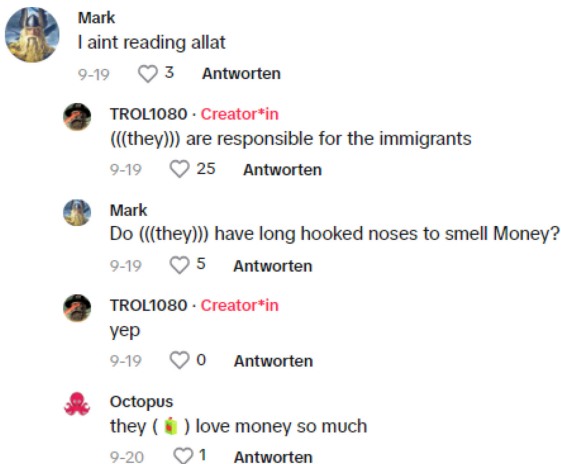 Mark
I aint reading allat
9-19 3 Antworten
TROL1080 · Creator*in
(((they))) are responsible for the immigrants
9-19 25 Antworten
Mark
Do (((they))) have long hooked noses to smell Money?
9-19 5 Antworten
TROL1080 · Creator*in
yep
9-19 0 Antworten
Octopus
they ( 🧃 ) love money so much
9-20 1 Antworten